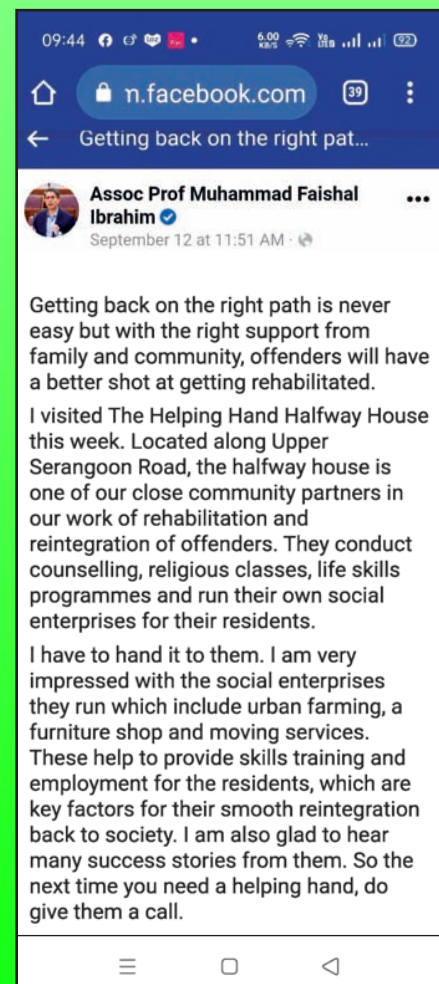 09:44 6.00 KB/S Vo LTE 92
n.facebook.com 39
Getting back on the right pat...
Assoc Prof Muhammad Faishal
Ibrahim
September 12 at 11:51 AM ·
Getting back on the right path is never
easy but with the right support from
family and community, offenders will have
a better shot at getting rehabilitated.
I visited The Helping Hand Halfway House
this week. Located along Upper
Serangoon Road, the halfway house is
one of our close community partners in
our work of rehabilitation and
reintegration of offenders. They conduct
counselling, religious classes, life skills
programmes and run their own social
enterprises for their residents.
I have to hand it to them. I am very
impressed with the social enterprises
they run which include urban farming, a
furniture shop and moving services.
These help to provide skills training and
employment for the residents, which are
key factors for their smooth reintegration
back to society. I am also glad to hear
many success stories from them. So the
next time you need a helping hand, do
give them a call.